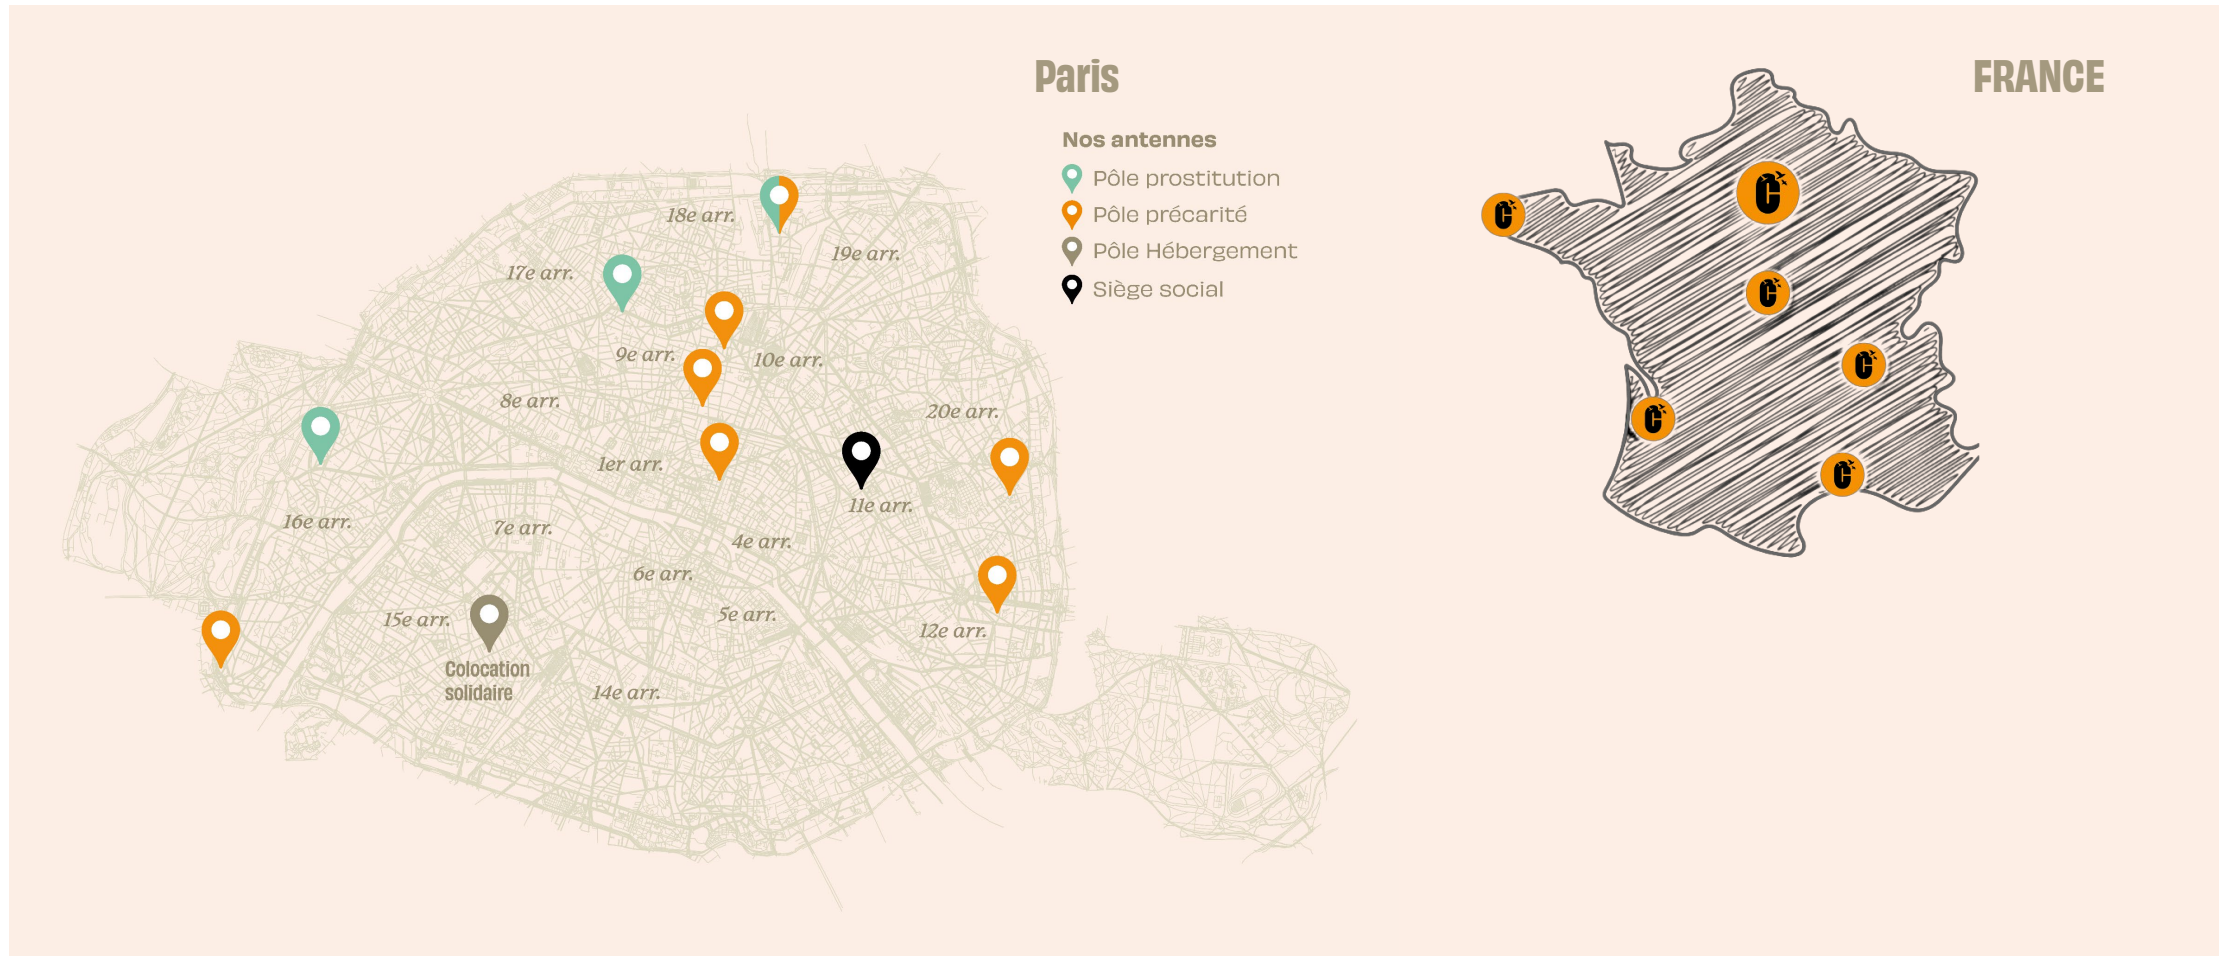 Paris
FRANCE
Nos antennes
Pôle prostitution
Pôle précarité
Pôle Hébergement
Siège social
18e arr.
19e arr.
17e arr.
9e arr.
10e arr.
8e arr.
20e arr.
1er arr.
11e arr.
16e arr.
7e arr.
4e arr.
6e arr.
15e arr.
5e arr.
12e arr.
Colocation
solidaire
14e arr.
C
C
C
C
C
C